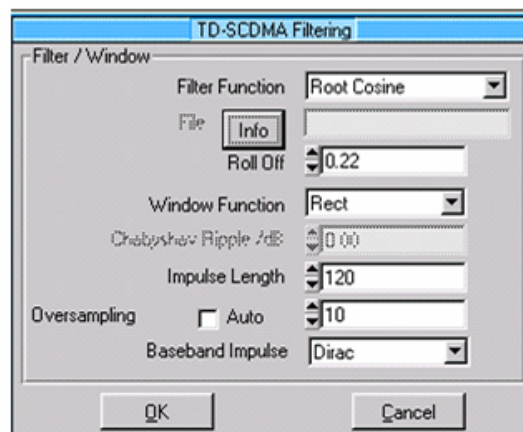 TD-SCDMA Filtering
Filter / Window
Filter Function Root Cosine
File Info
Roll Off 0.22
Window Function Rect
Chebyshev Ripple /dB 0.00
Impulse Length 120
Oversampling Auto 10
Baseband Impulse Dirac
OK Cancel